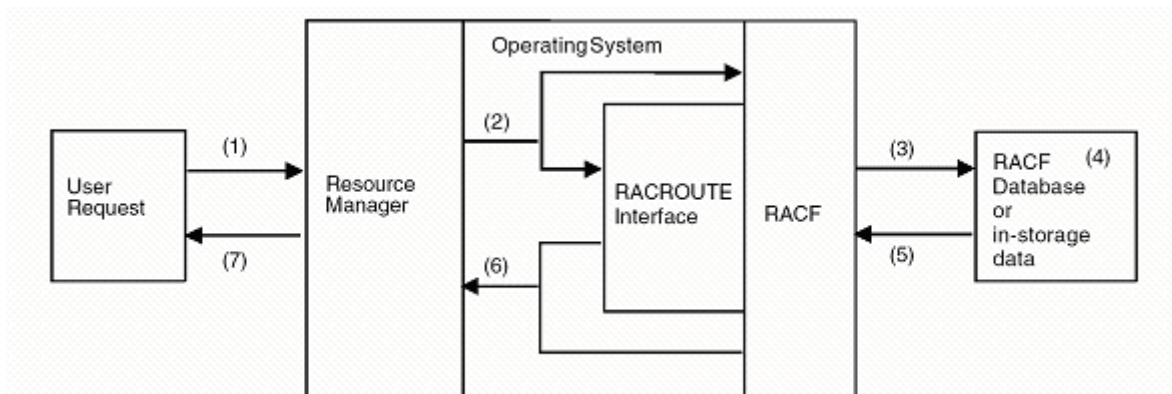 OperatingSystem
(1)
(2)
(3)
(4)
User
Request
Resource
Manager
RACROUTE
Interface
RACF
RACF
Database
or
in-storage
data
(7)
(6)
(5)